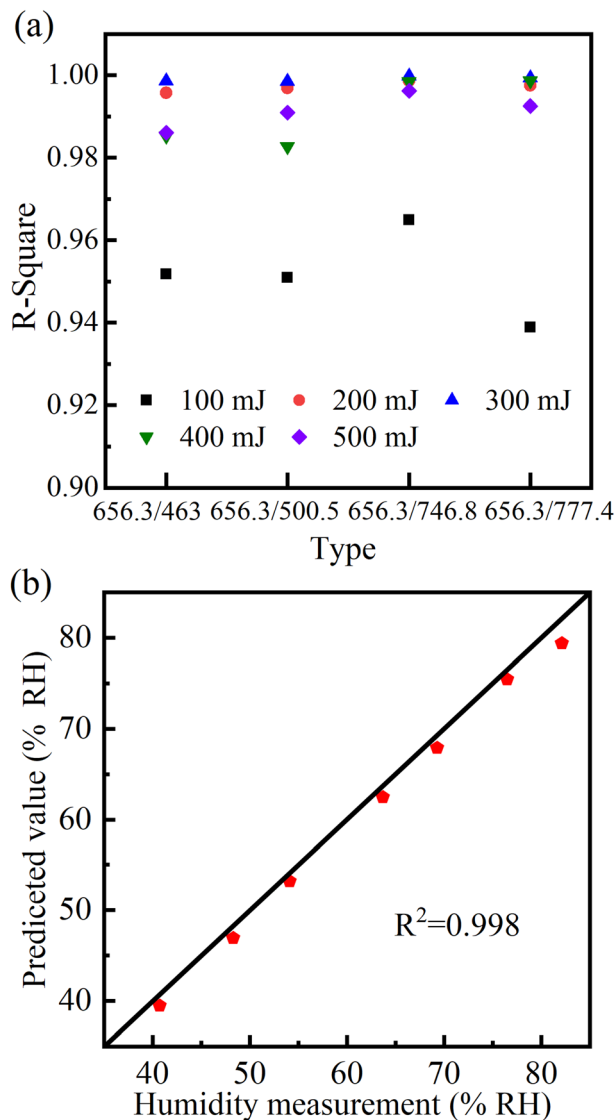 (a)
1.00
0.98
0.96
0.94
0.92
0.90
R-Square
100 mJ 200 mJ 300 mJ
400 mJ 500 mJ
656.3/463 656.3/500.5 656.3/746.8 656.3/777.4
Type
(b)
80
70
60
50
40
Prediceted value (% RH)
R²=0.998
40 50 60 70 80
Humidity measurement (% RH)